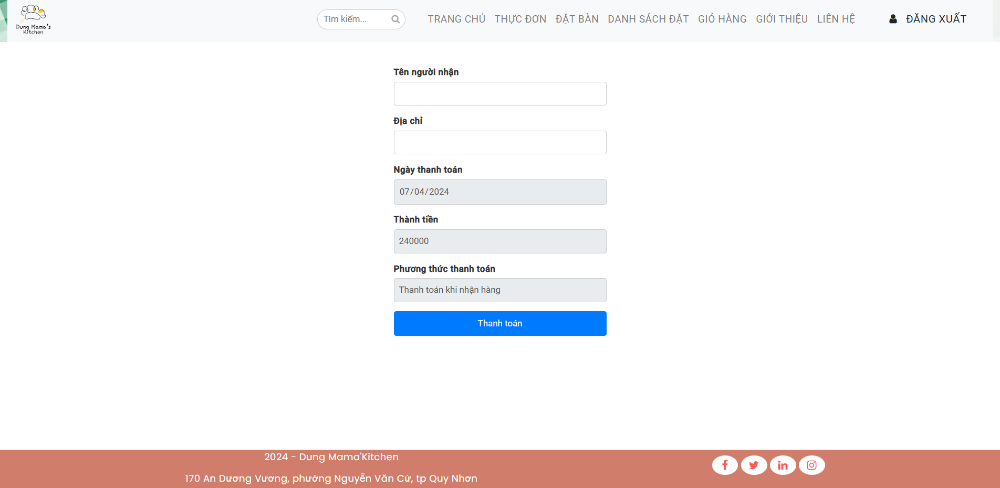 Dung Mama's
Kitchen
Tìm kiếm...
TRANG CHỦ THỰC ĐƠN ĐẶT BÀN DANH SÁCH ĐẶT GIỎ HÀNG GIỚI THIỆU LIÊN HỆ ĐĂNG XUẤT
Tên người nhận
Địa chỉ
Ngày thanh toán
07/04/2024
Thành tiền
240000
Phương thức thanh toán
Thanh toán khi nhận hàng
Thanh toán
2024 - Dung Mama'Kitchen
170 An Dương Vương, phường Nguyễn Văn Cừ, tp Quy Nhơn